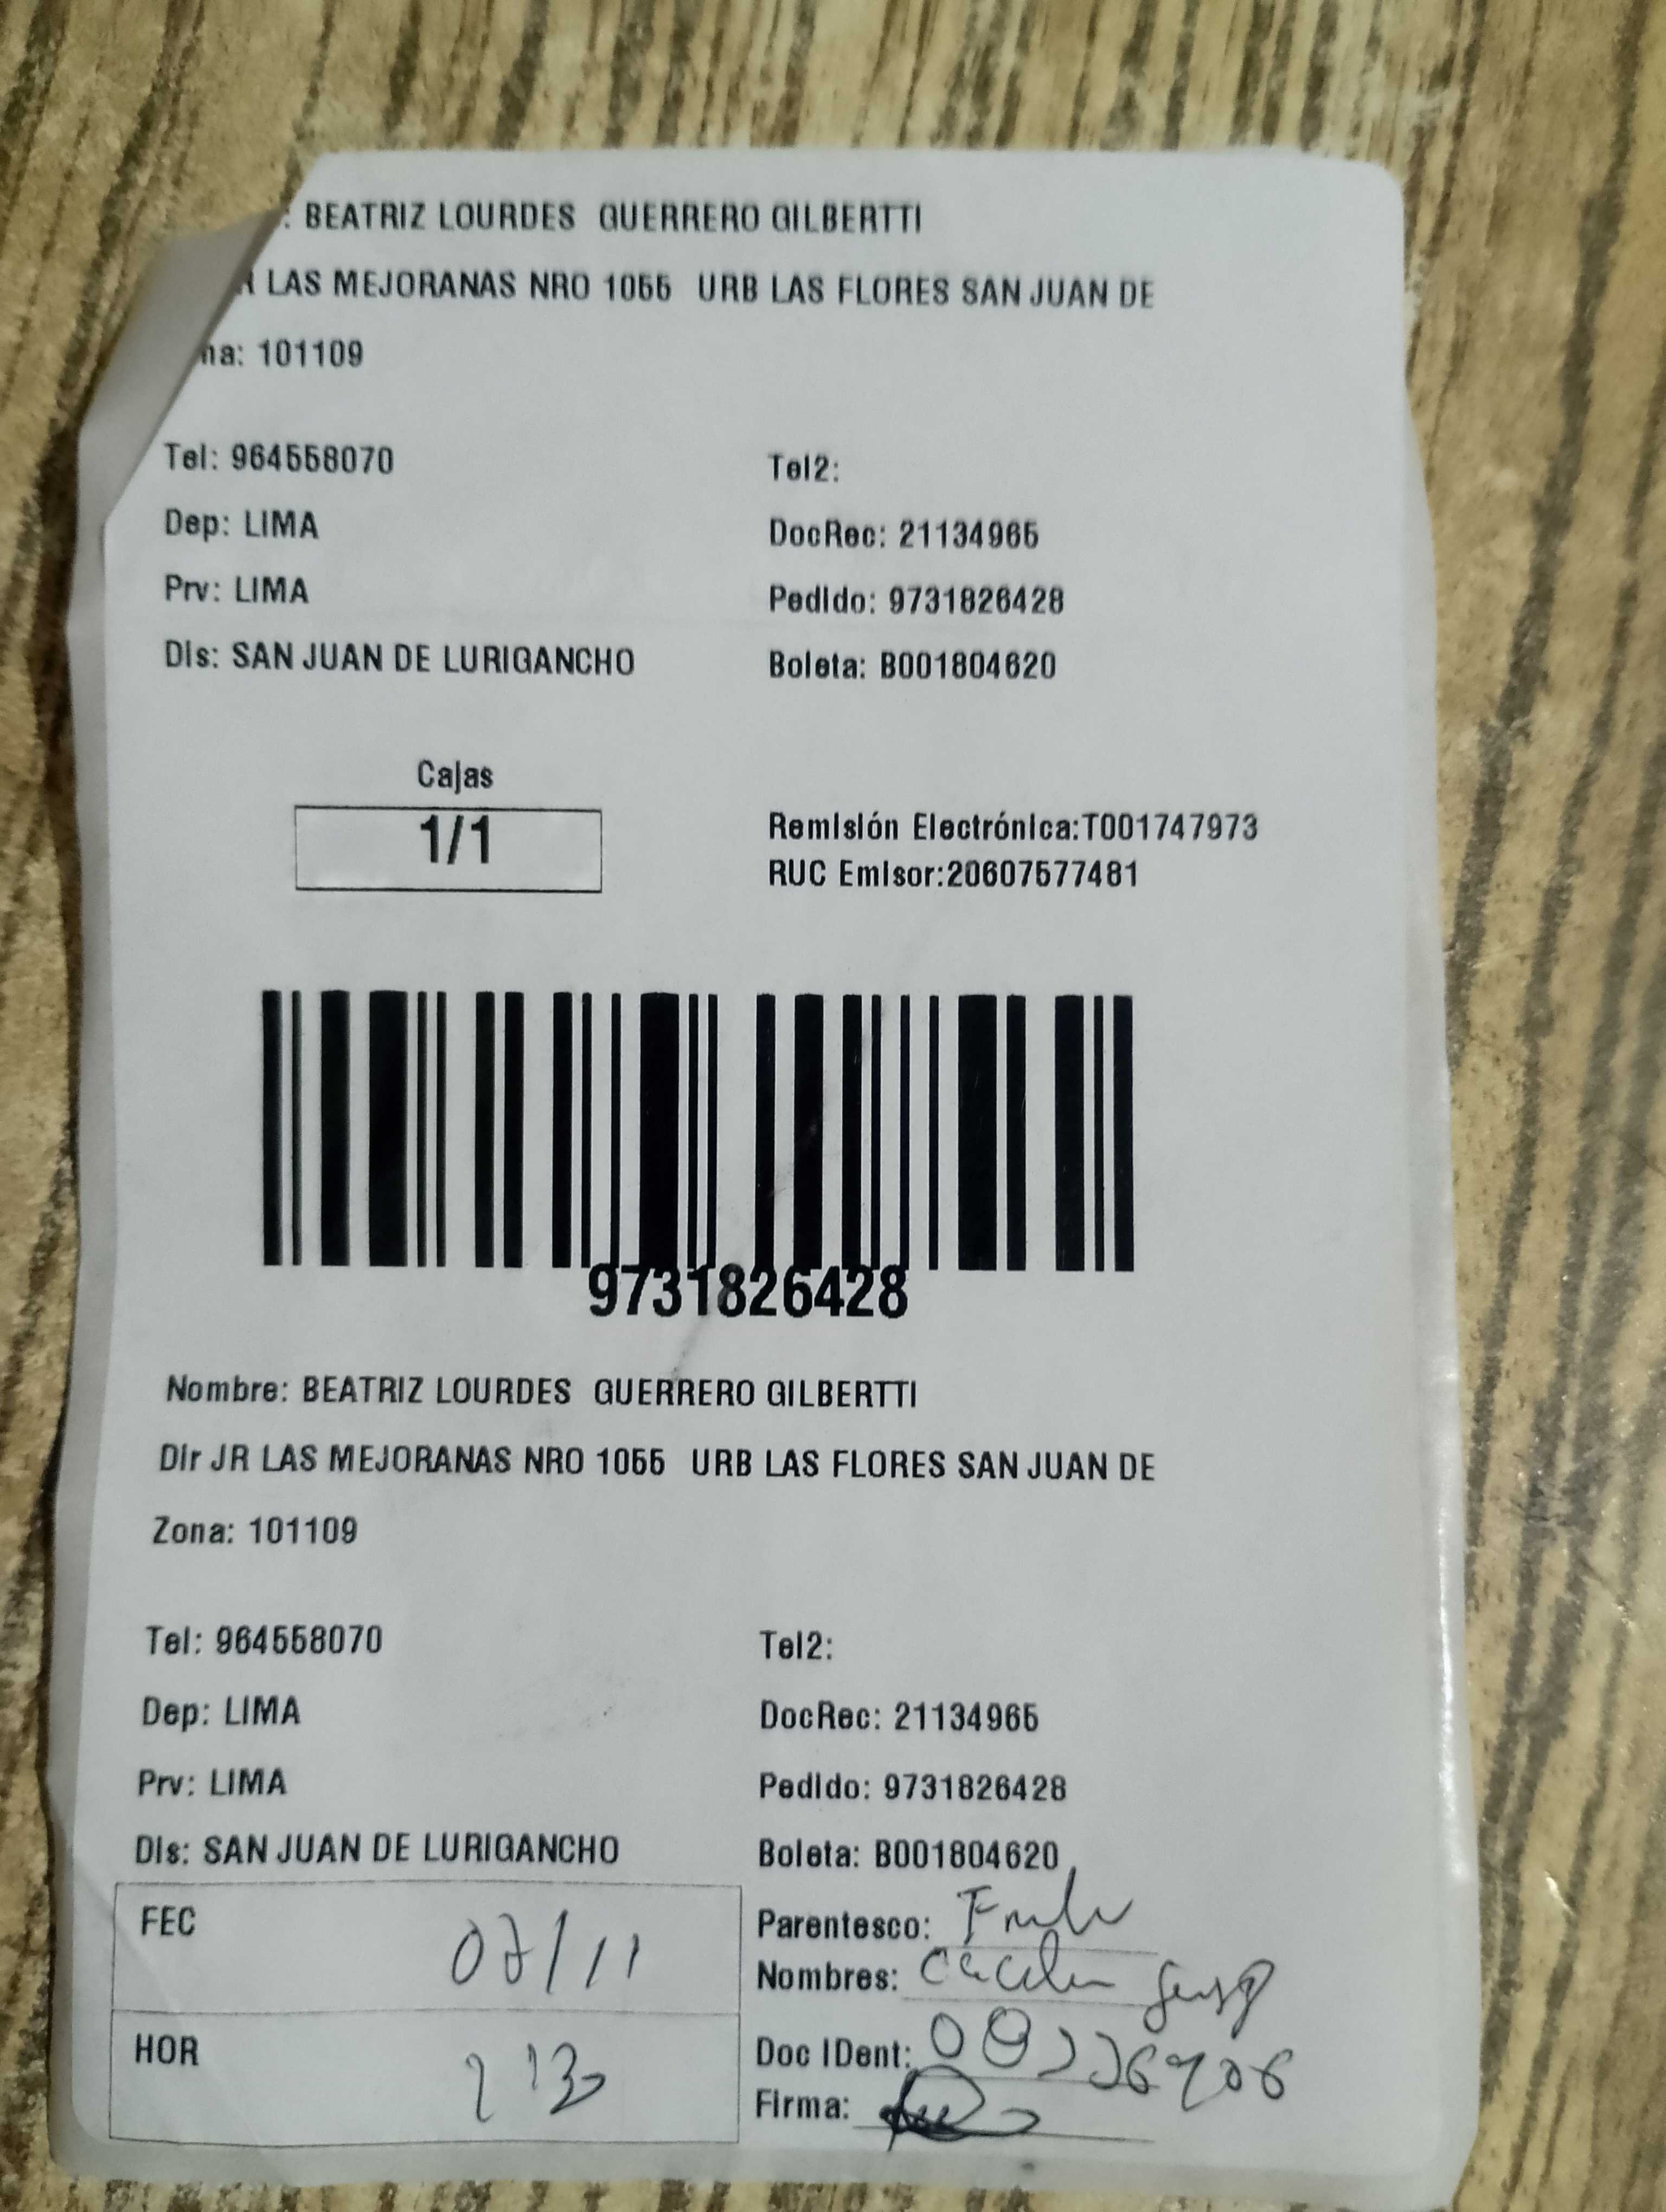 : BEATRIZ LOURDES GUERRERO GILBERTTI
R LAS MEJORANAS NRO 1055 URB LAS FLORES SAN JUAN DE
na: 101109
Tel: 964558070 Tel2:
Dep: LIMA DocRec: 21134965
Prv: LIMA Pedido: 9731826428
Dis: SAN JUAN DE LURIGANCHO Boleta: B001804620
Cajas
1/1
Remisión Electrónica:T001747973
RUC Emisor:20607577481
9731826428
Nombre: BEATRIZ LOURDES GUERRERO GILBERTTI
Dir JR LAS MEJORANAS NRO 1055 URB LAS FLORES SAN JUAN DE
Zona: 101109
Tel: 964558070 Tel2:
Dep: LIMA DocRec: 21134965
Prv: LIMA Pedido: 9731826428
Dis: SAN JUAN DE LURIGANCHO Boleta: B001804620
FEC 07/11 Parentesco:
Nombres:
HOR Doc IDent:
Firma: